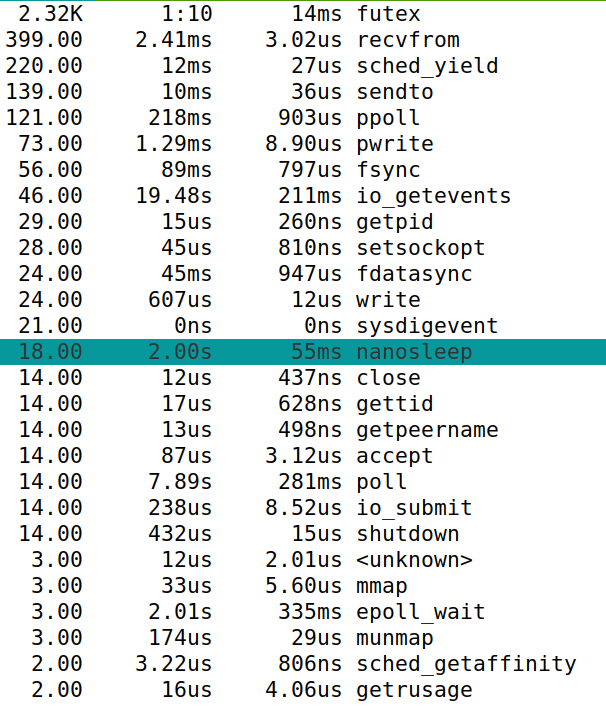 2.32K 1:10 14ms futex
399.00 2.41ms 3.02us recvfrom
220.00 12ms 27us sched_yield
139.00 10ms 36us sendto
121.00 218ms 903us ppoll
73.00 1.29ms 8.90us pwrite
56.00 89ms 797us fsync
46.00 19.48s 211ms io_getevents
29.00 15us 260ns getpid
28.00 45us 810ns setsockopt
24.00 45ms 947us fdatasync
24.00 607us 12us write
21.00 0ns 0ns sysdigevent
18.00 2.00s 55ms nanosleep
14.00 12us 437ns close
14.00 17us 628ns gettid
14.00 13us 498ns getpeername
14.00 87us 3.12us accept
14.00 7.89s 281ms poll
14.00 238us 8.52us io_submit
14.00 432us 15us shutdown
3.00 12us 2.01us <unknown>
3.00 33us 5.60us mmap
3.00 2.01s 335ms epoll_wait
3.00 174us 29us munmap
2.00 3.22us 806ns sched_getaffinity
2.00 16us 4.06us getrusage